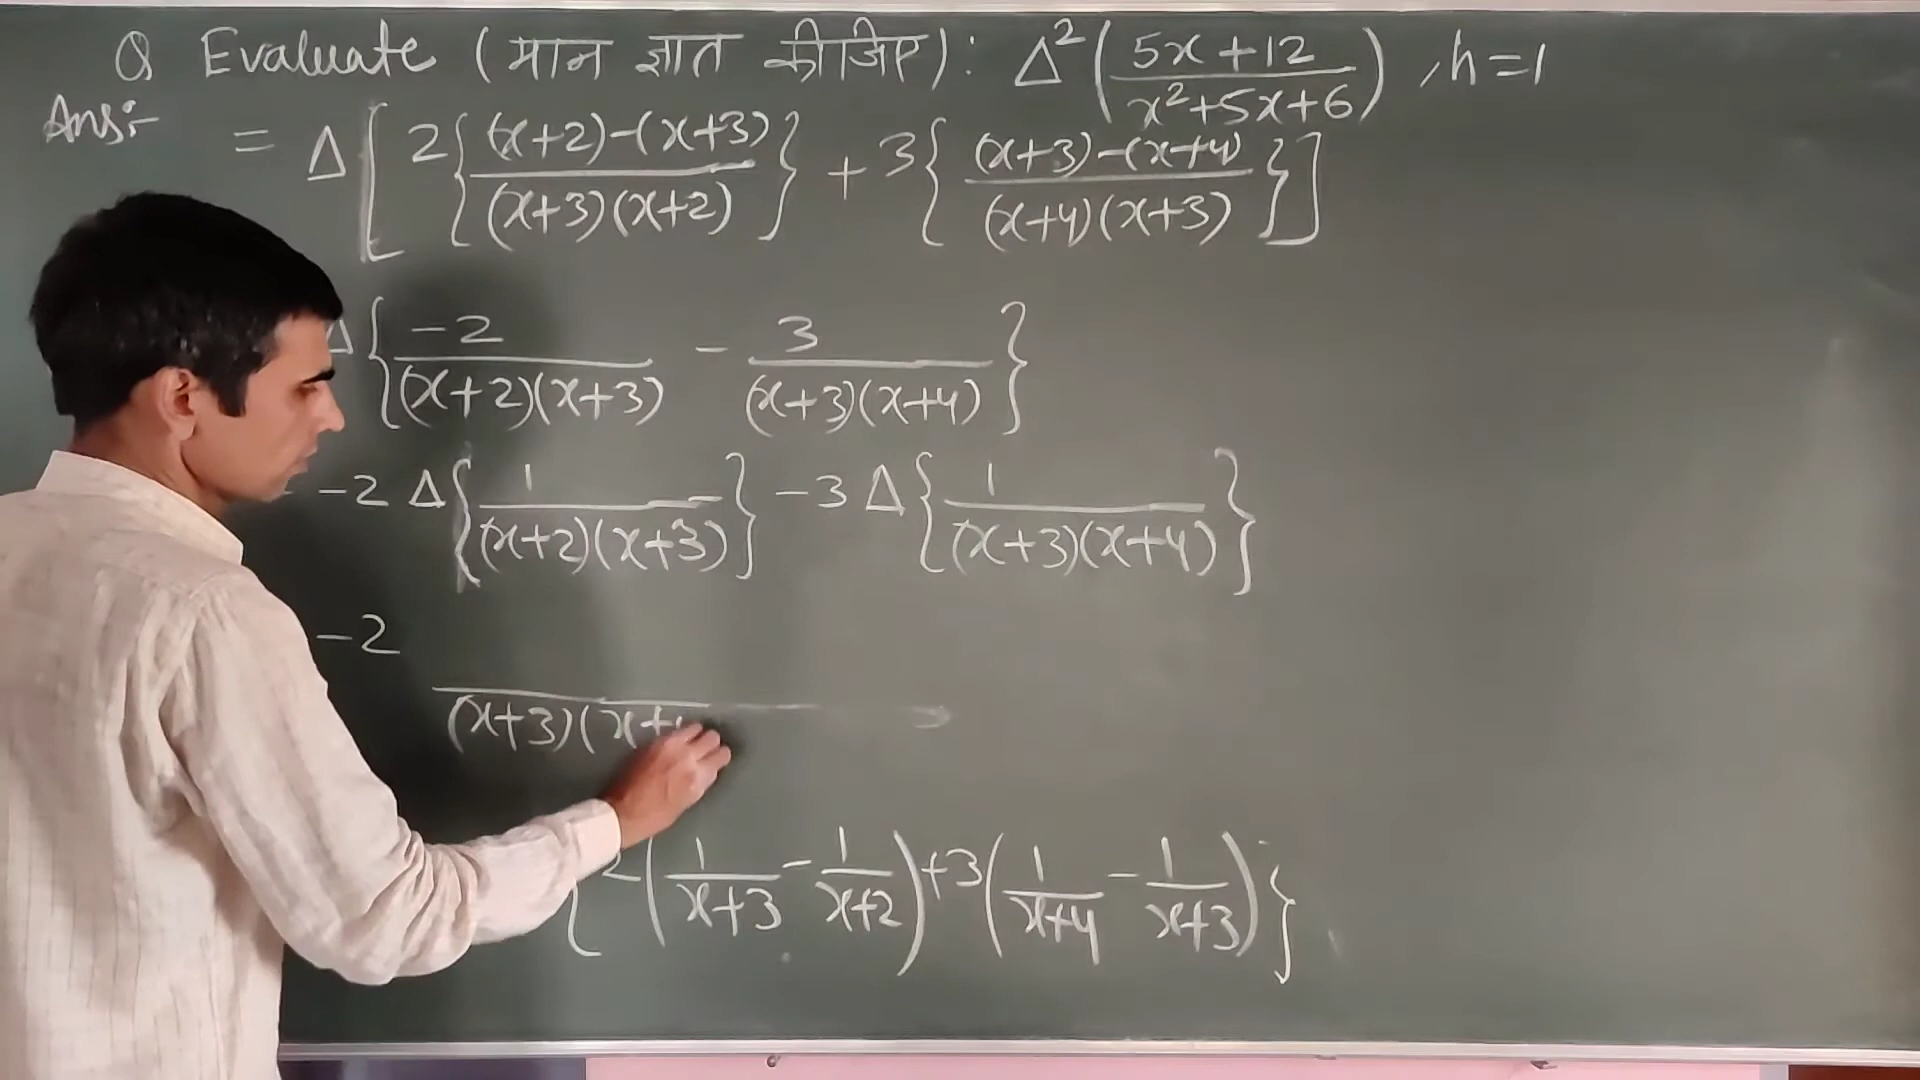 Q Evaluate (मान ज्ञात कीजिए): Δ²((5x+12)/(x²+5x+6)), h=1
Ans:-
= Δ[2{((x+2)-(x+3))/((x+3)(x+2))} + 3{((x+3)-(x+4))/((x+4)(x+3))}]
Δ{-2/((x+2)(x+3)) - 3/((x+3)(x+4))}
-2 Δ{1/((x+2)(x+3))} -3 Δ{1/((x+3)(x+4))}
-2
(x+3)(x+
{2(1/(x+3) - 1/(x+2)) +3(1/(x+4) - 1/(x+3))}